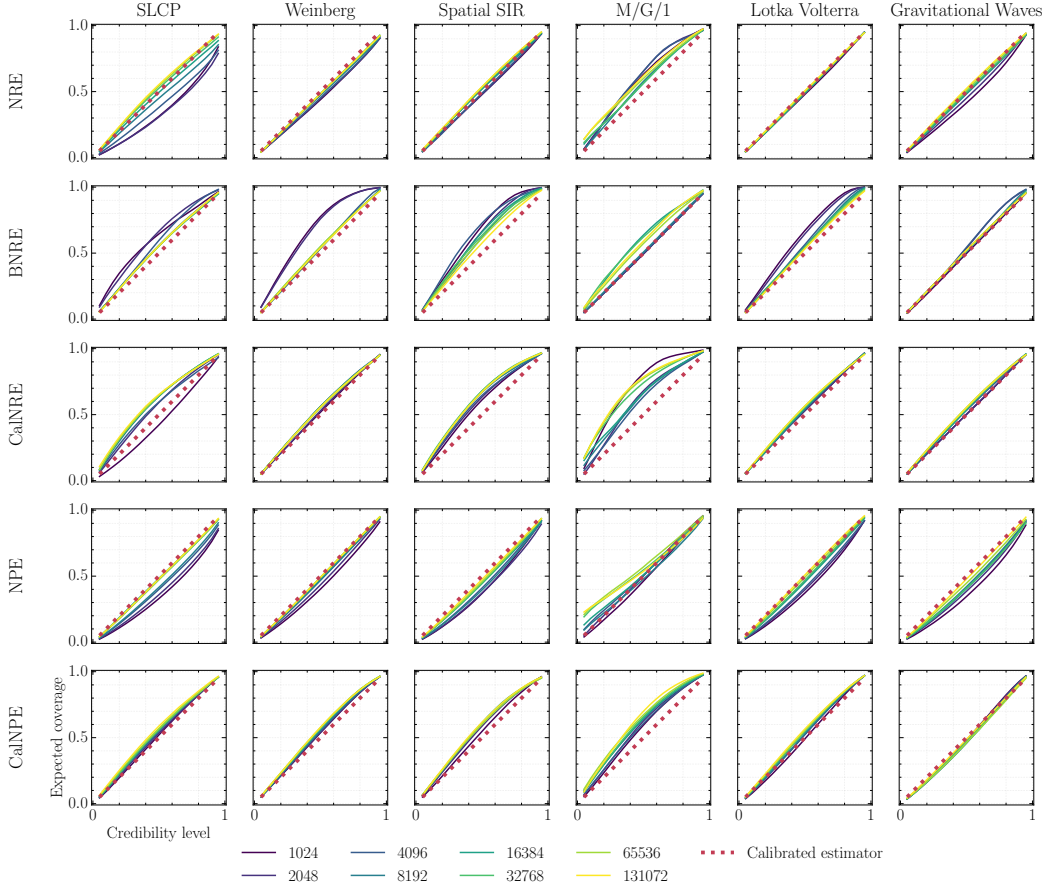 SLCP Weinberg Spatial SIR M/G/1 Lotka Volterra Gravitational Waves
1.0
NRE
0.5
0.0
1.0
BNRE
0.5
0.0
1.0
CalNRE
0.5
0.0
1.0
NPE
0.5
0.0
1.0
CalNPE
Expected coverage
0.5
0.0
0 1 0 1 0 1 0 1 0 1 0 1
Credibility level
1024 4096 16384 65536 Calibrated estimator
2048 8192 32768 131072